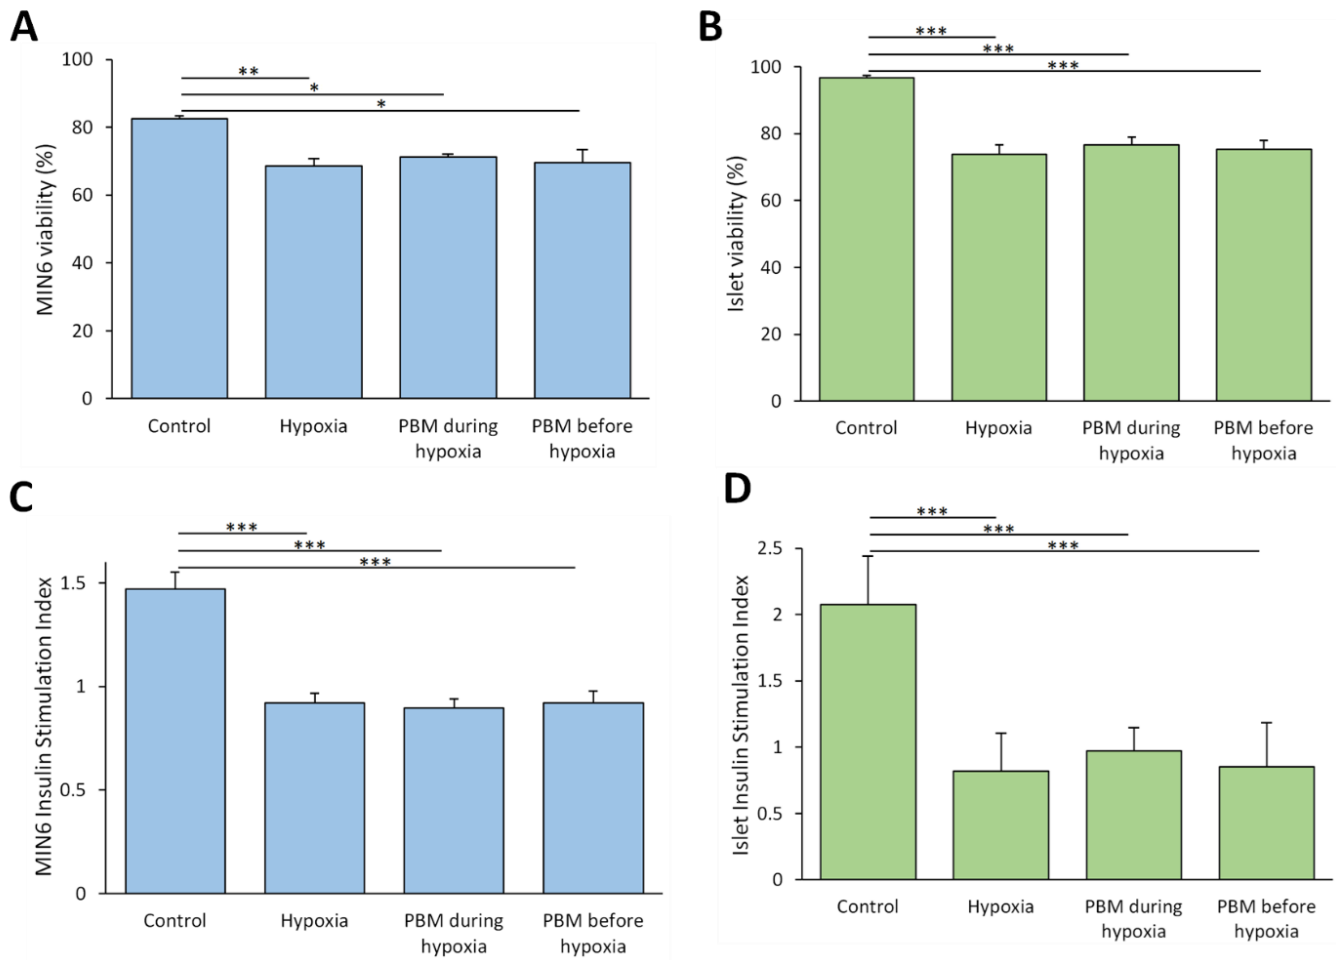 A
MIN6 viability (%)
100
80
60
40
20
0
**
*
*
Control
Hypoxia
PBM during
hypoxia
PBM before
hypoxia
B
Islet viability (%)
100
80
60
40
20
0
***
***
***
Control
Hypoxia
PBM during
hypoxia
PBM before
hypoxia
C
MIN6 Insulin Stimulation Index
1.5
1
0.5
0
***
***
***
Control
Hypoxia
PBM during
hypoxia
PBM before
hypoxia
D
Islet Insulin Stimulation Index
2.5
2
1.5
1
0.5
0
***
***
***
Control
Hypoxia
PBM during
hypoxia
PBM before
hypoxia